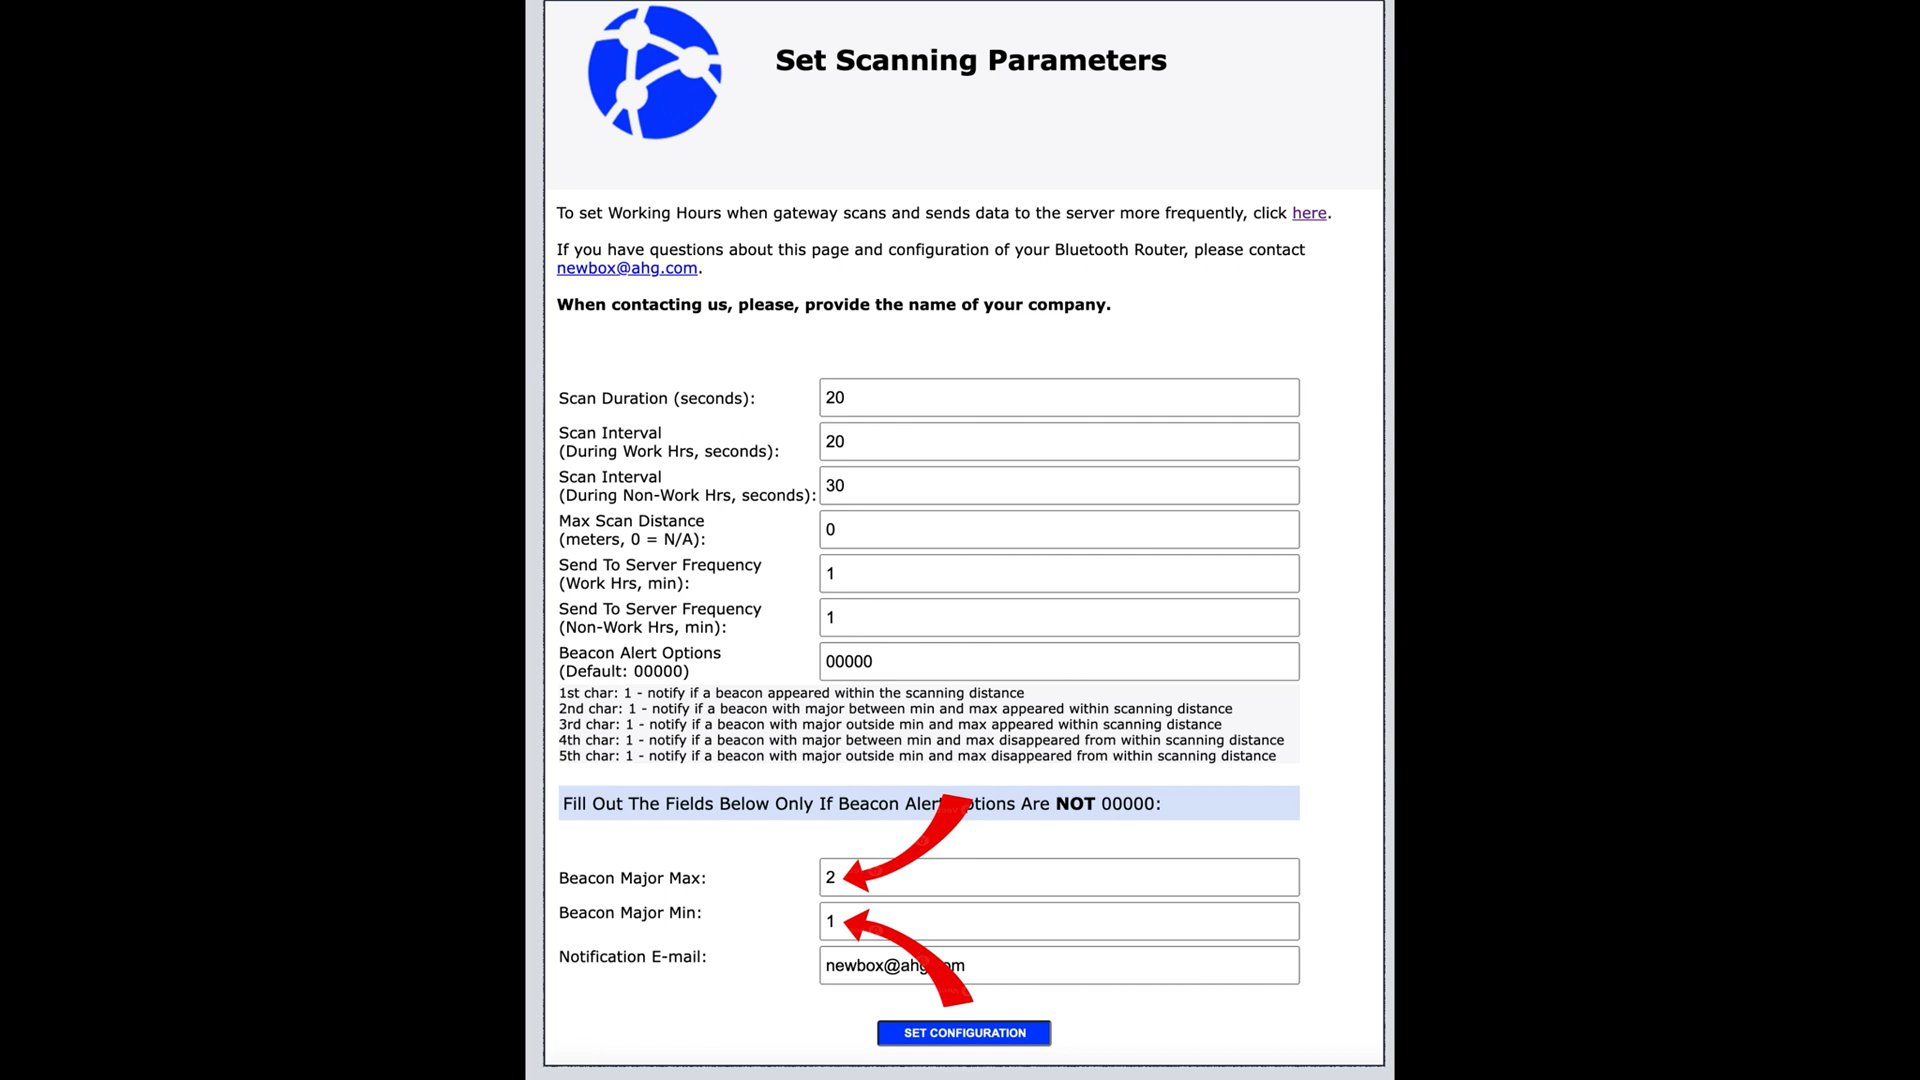 Set Scanning Parameters
To set Working Hours when gateway scans and sends data to the server more frequently, click here.
If you have questions about this page and configuration of your Bluetooth Router, please contact
newbox@ahg.com.
When contacting us, please, provide the name of your company.
Scan Duration (seconds):
20
Scan Interval
(During Work Hrs, seconds):
20
Scan Interval
(During Non-Work Hrs, seconds):
30
Max Scan Distance
(meters, 0 = N/A):
0
Send To Server Frequency
(Work Hrs, min):
1
Send To Server Frequency
(Non-Work Hrs, min):
1
Beacon Alert Options
(Default: 00000)
00000
1st char: 1 - notify if a beacon appeared within the scanning distance
2nd char: 1 - notify if a beacon with major between min and max appeared within scanning distance
3rd char: 1 - notify if a beacon with major outside min and max appeared within scanning distance
4th char: 1 - notify if a beacon with major between min and max disappeared from within scanning distance
5th char: 1 - notify if a beacon with major outside min and max disappeared from within scanning distance
Fill Out The Fields Below Only If Beacon Alert Options Are NOT 00000:
Beacon Major Max:
2
Beacon Major Min:
1
Notification E-mail:
newbox@ahg.com
SET CONFIGURATION